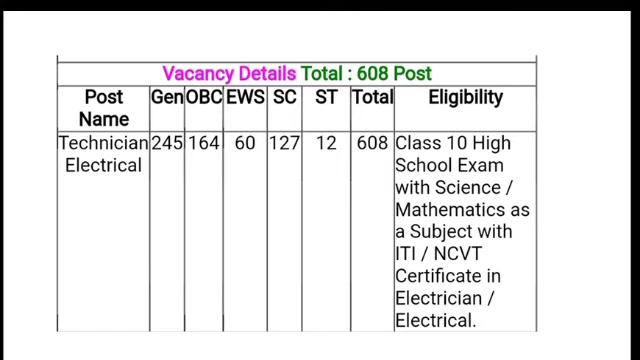 Vacancy Details Total : 608 Post
Post Name Gen OBC EWS SC ST Total Eligibility
Technician Electrical 245 164 60 127 12 608 Class 10 High
School Exam
with Science /
Mathematics as
a Subject with
ITI / NCVT
Certificate in
Electrician /
Electrical.